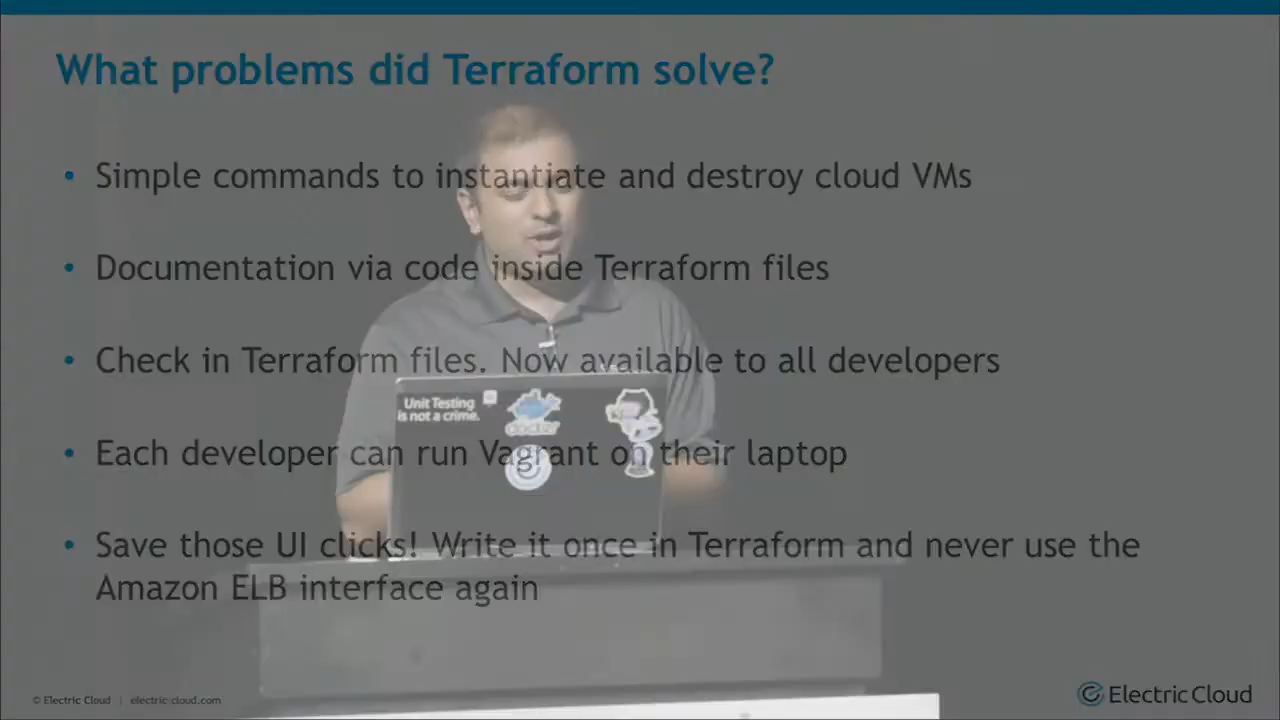 What problems did Terraform solve?
• Simple commands to instantiate and destroy cloud VMs
• Documentation via code inside Terraform files
• Check in Terraform files. Now available to all developers
Unit Testing
is not a crime.
docker
• Each developer can run Vagrant on their laptop
• Save those UI clicks! Write it once in Terraform and never use the
Amazon ELB interface again
© Electric Cloud | electric-cloud.com
Electric Cloud